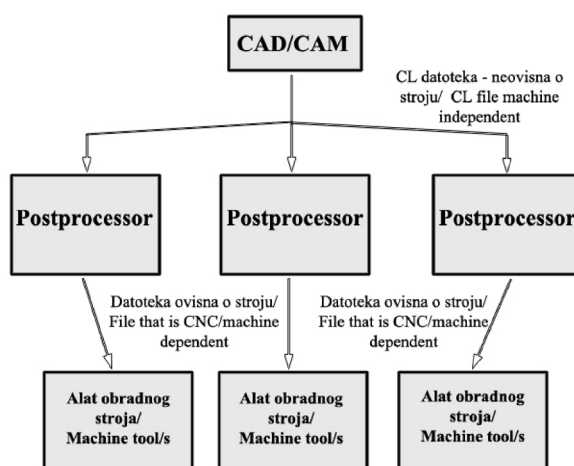 CAD/CAM
CL datoteka - neovisna o
stroju/ CL file machine
independent
Postprocessor
Postprocessor
Postprocessor
Datoteka ovisna o stroju/
File that is CNC/machine
dependent
Datoteka ovisna o stroju/
File that is CNC/machine
dependent
Alat obradnog
stroja/
Machine tool/s
Alat obradnog
stroja/
Machine tool/s
Alat obradnog
stroja/
Machine tool/s